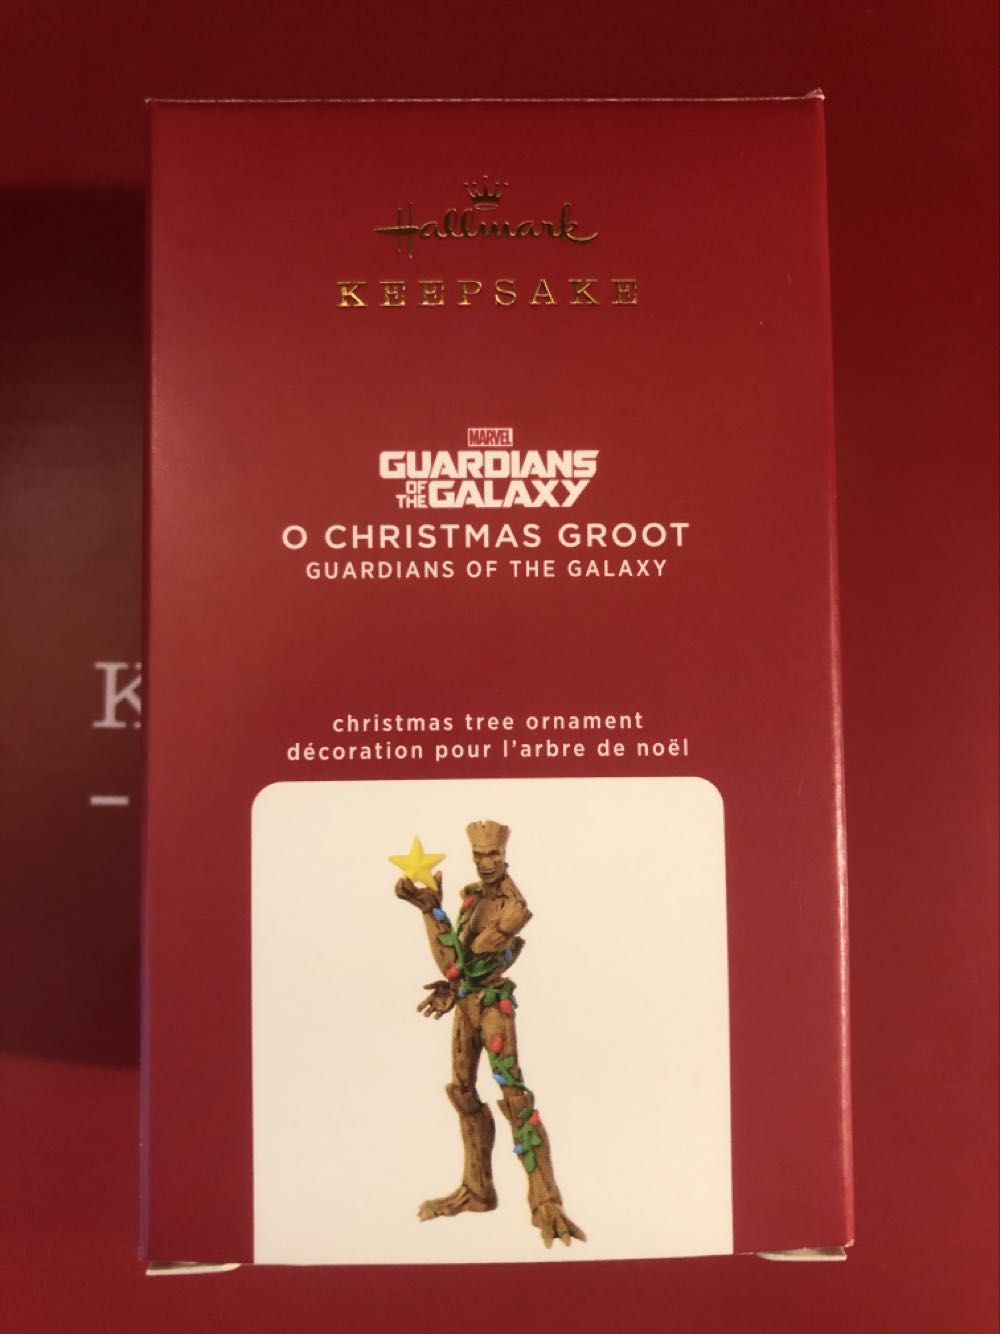 Hallmark
KEEPSAKE
MARVEL
GUARDIANS
OF THE GALAXY
O CHRISTMAS GROOT
GUARDIANS OF THE GALAXY
christmas tree ornament
décoration pour l'arbre de noël
K